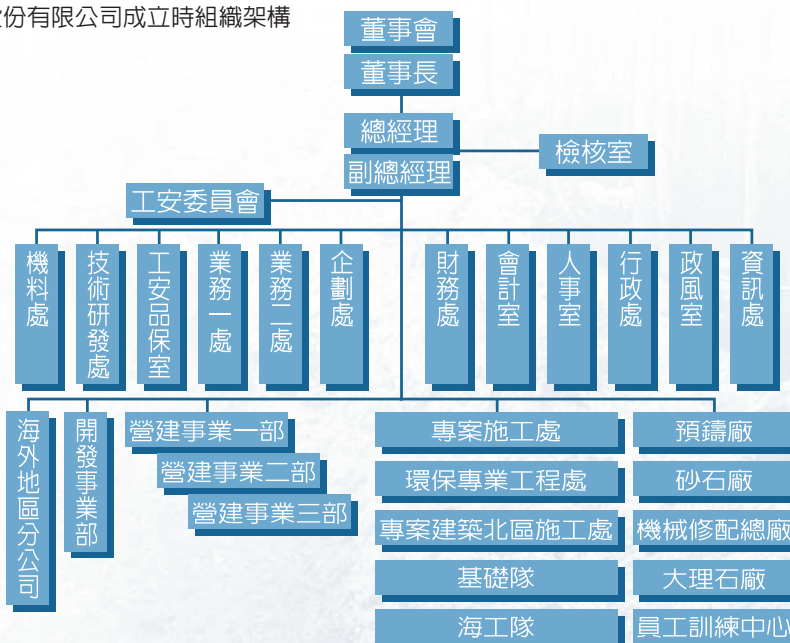 份有限公司成立時組織架構
董事會
董事長
總經理
副總經理
檢核室
工安委員會
機料處
技術研發處
工安品保室
業務一處
業務二處
企劃處
財務處
會計室
人事室
行政處
政風室
資訊處
海外地區分公司
開發事業部
營建事業一部
營建事業二部
營建事業三部
專案施工處
環保專業工程處
專案建築北區施工處
基礎隊
海工隊
預鑄廠
砂石廠
機械修配總廠
大理石廠
員工訓練中心